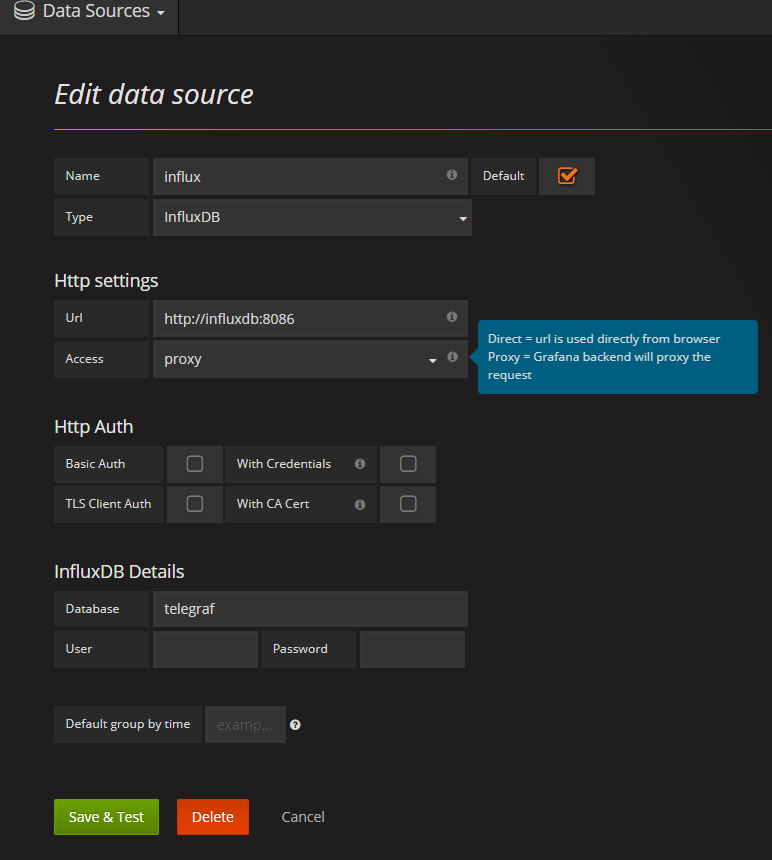 Data Sources
Edit data source
Name influx Default
Type InfluxDB
Http settings
Url http://influxdb:8086
Access proxy
Direct = url is used directly from browser
Proxy = Grafana backend will proxy the
request
Http Auth
Basic Auth With Credentials
TLS Client Auth With CA Cert
InfluxDB Details
Database telegraf
User Password
Default group by time examp...
Save & Test Delete Cancel